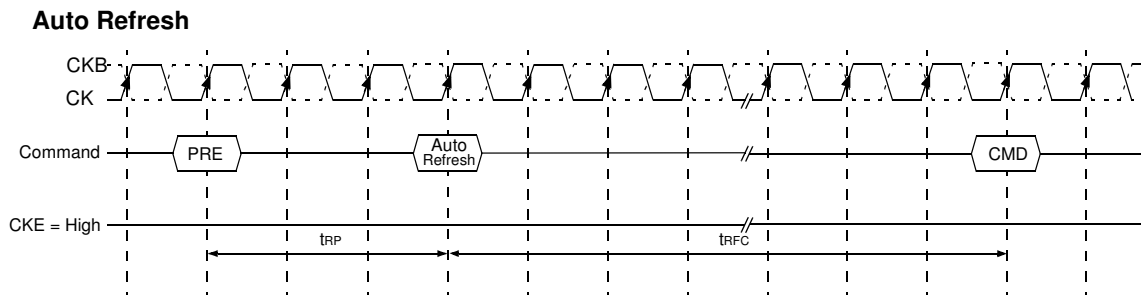 Auto Refresh
CKB
CK
Command
PRE
Auto
Refresh
CMD
CKE = High
tRP
tRFC